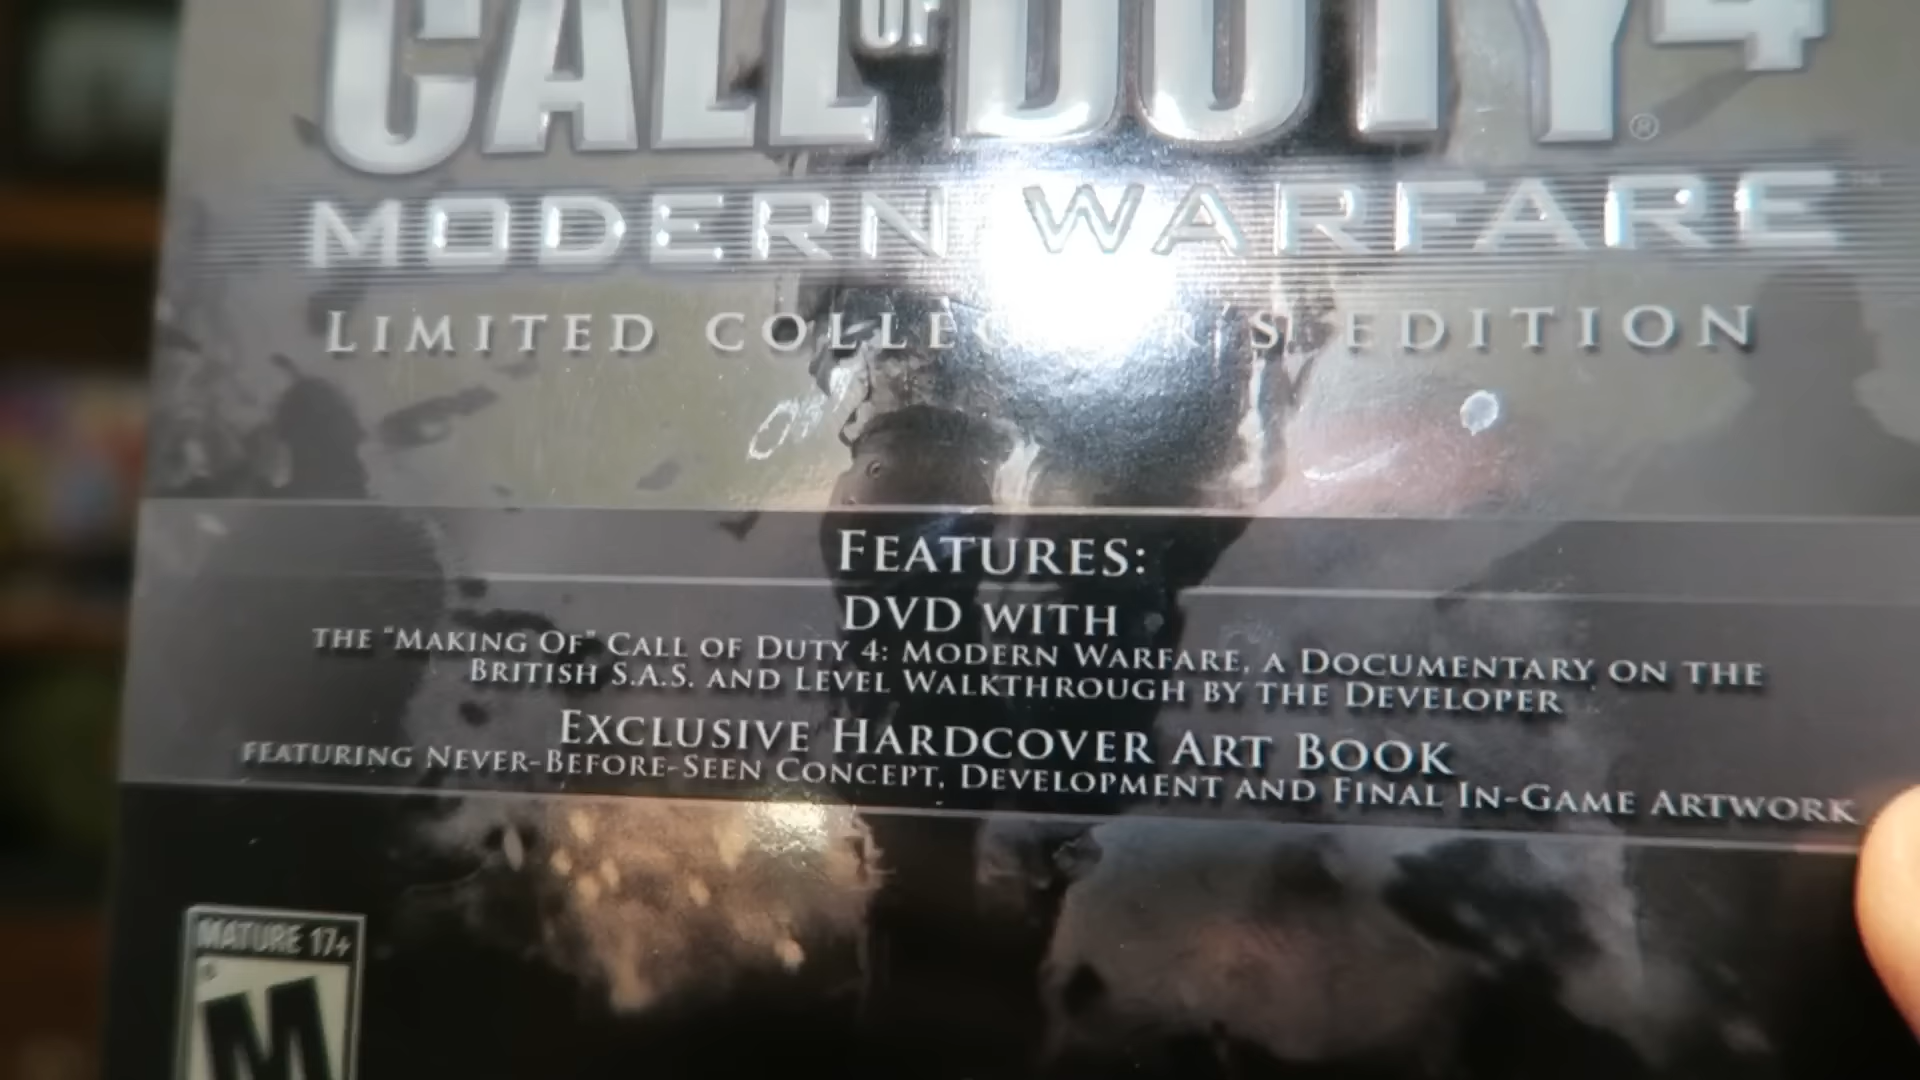 CALL OF DUTY 4
®
MODERN WARFARE™
LIMITED COLLECTOR'S EDITION
FEATURES:
DVD WITH
THE "MAKING OF" CALL OF DUTY 4: MODERN WARFARE, A DOCUMENTARY ON THE
BRITISH S.A.S. AND LEVEL WALKTHROUGH BY THE DEVELOPER
EXCLUSIVE HARDCOVER ART BOOK
FEATURING NEVER-BEFORE-SEEN CONCEPT, DEVELOPMENT AND FINAL IN-GAME ARTWORK
MATURE 17+
M